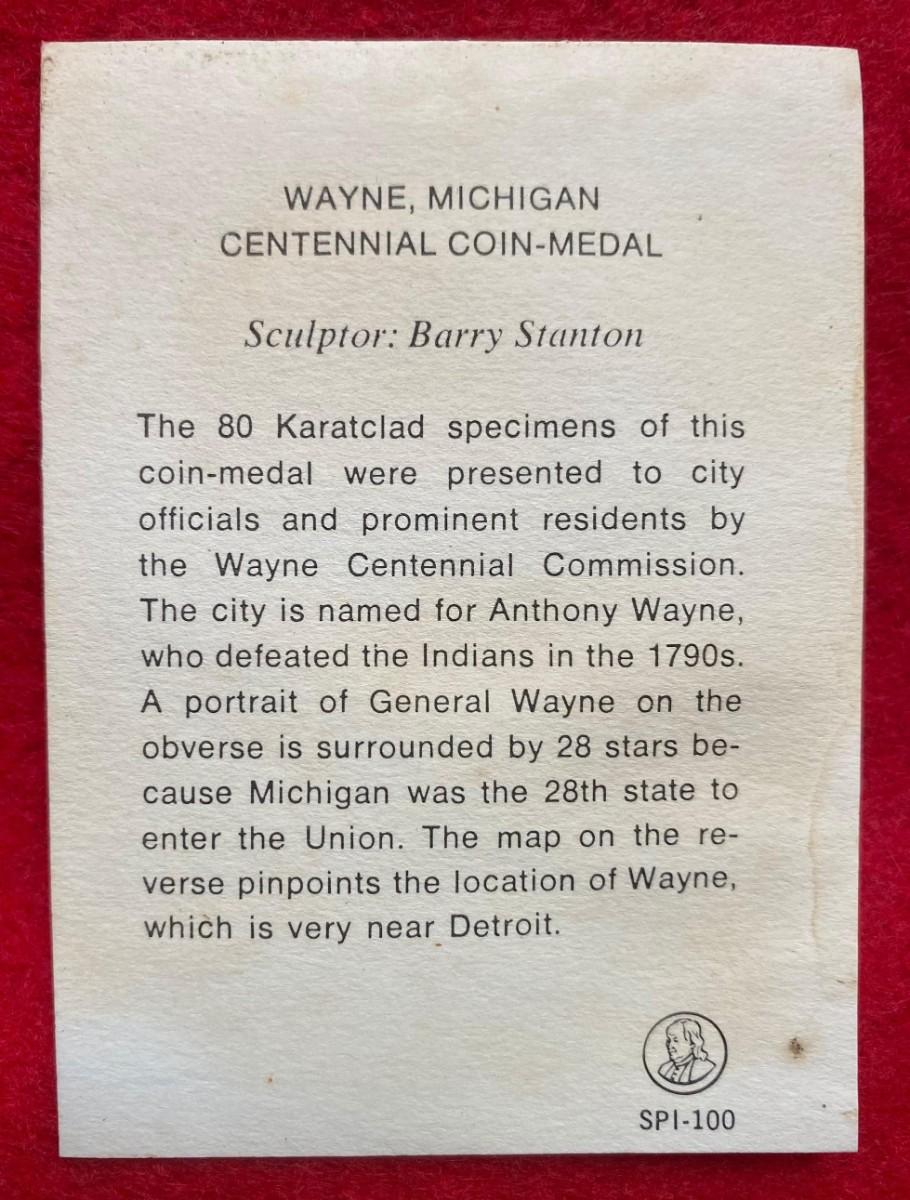 WAYNE, MICHIGAN
CENTENNIAL COIN-MEDAL
Sculptor: Barry Stanton
The 80 Karatclad specimens of this
coin-medal were presented to city
officials and prominent residents by
the Wayne Centennial Commission.
The city is named for Anthony Wayne,
who defeated the Indians in the 1790s.
A portrait of General Wayne on the
obverse is surrounded by 28 stars be-
cause Michigan was the 28th state to
enter the Union. The map on the re-
verse pinpoints the location of Wayne,
which is very near Detroit.
SPI-100